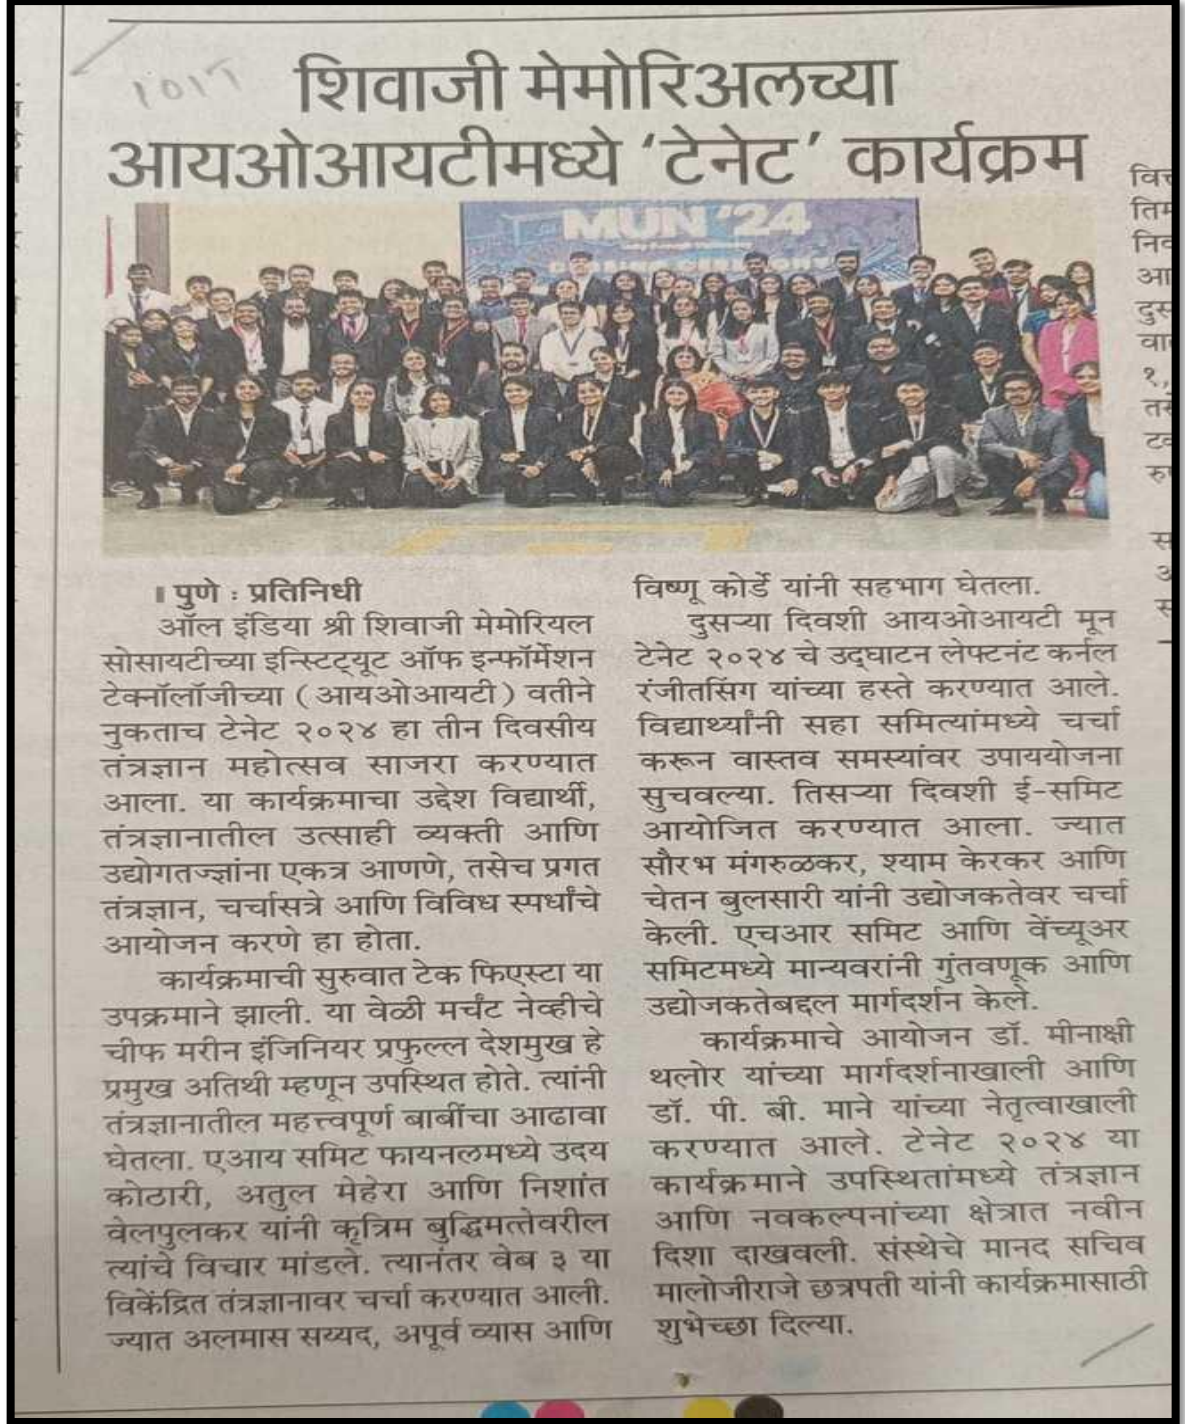 शिवाजी मेमोरिअलच्या
आयओआयटीमध्ये ‘टेनेट’ कार्यक्रम
MUN '24
CLOSING CEREMONY
▌पुणे : प्रतिनिधी
ऑल इंडिया श्री शिवाजी मेमोरियल
सोसायटीच्या इन्स्टिट्यूट ऑफ इन्फॉर्मेशन
टेक्नॉलॉजीच्या (आयओआयटी) वतीने
नुकताच टेनेट २०२४ हा तीन दिवसीय
तंत्रज्ञान महोत्सव साजरा करण्यात
आला. या कार्यक्रमाचा उद्देश विद्यार्थी,
तंत्रज्ञानातील उत्साही व्यक्ती आणि
उद्योगतज्ज्ञांना एकत्र आणणे, तसेच प्रगत
तंत्रज्ञान, चर्चासत्रे आणि विविध स्पर्धांचे
आयोजन करणे हा होता.
कार्यक्रमाची सुरुवात टेक फिएस्टा या
उपक्रमाने झाली. या वेळी मर्चंट नेव्हीचे
चीफ मरीन इंजिनियर प्रफुल्ल देशमुख हे
प्रमुख अतिथी म्हणून उपस्थित होते. त्यांनी
तंत्रज्ञानातील महत्त्वपूर्ण बाबींचा आढावा
घेतला. एआय समिट फायनलमध्ये उदय
कोठारी, अतुल मेहेरा आणि निशांत
वेलपुलकर यांनी कृत्रिम बुद्धिमत्तेवरील
त्यांचे विचार मांडले. त्यानंतर वेब ३ या
विकेंद्रित तंत्रज्ञानावर चर्चा करण्यात आली.
ज्यात अलमास सय्यद, अपूर्व व्यास आणि
विष्णू कोर्डे यांनी सहभाग घेतला.
दुसऱ्या दिवशी आयओआयटी मून
टेनेट २०२४ चे उद्‌घाटन लेफ्टनंट कर्नल
रंजीतसिंग यांच्या हस्ते करण्यात आले.
विद्यार्थ्यांनी सहा समित्यांमध्ये चर्चा
करून वास्तव समस्यांवर उपाययोजना
सुचवल्या. तिसऱ्या दिवशी ई-समिट
आयोजित करण्यात आला. ज्यात
सौरभ मंगरुळकर, श्याम केरकर आणि
चेतन बुलसारी यांनी उद्योजकतेवर चर्चा
केली. एचआर समिट आणि वेंच्यूअर
समिटमध्ये मान्यवरांनी गुंतवणूक आणि
उद्योजकतेबद्दल मार्गदर्शन केले.
कार्यक्रमाचे आयोजन डॉ. मीनाक्षी
थलोर यांच्या मार्गदर्शनाखाली आणि
डॉ. पी. बी. माने यांच्या नेतृत्वाखाली
करण्यात आले. टेनेट २०२४ या
कार्यक्रमाने उपस्थितांमध्ये तंत्रज्ञान
आणि नवकल्पनांच्या क्षेत्रात नवीन
दिशा दाखवली. संस्थेचे मानद सचिव
मालोजीराजे छत्रपती यांनी कार्यक्रमासाठी
शुभेच्छा दिल्या.